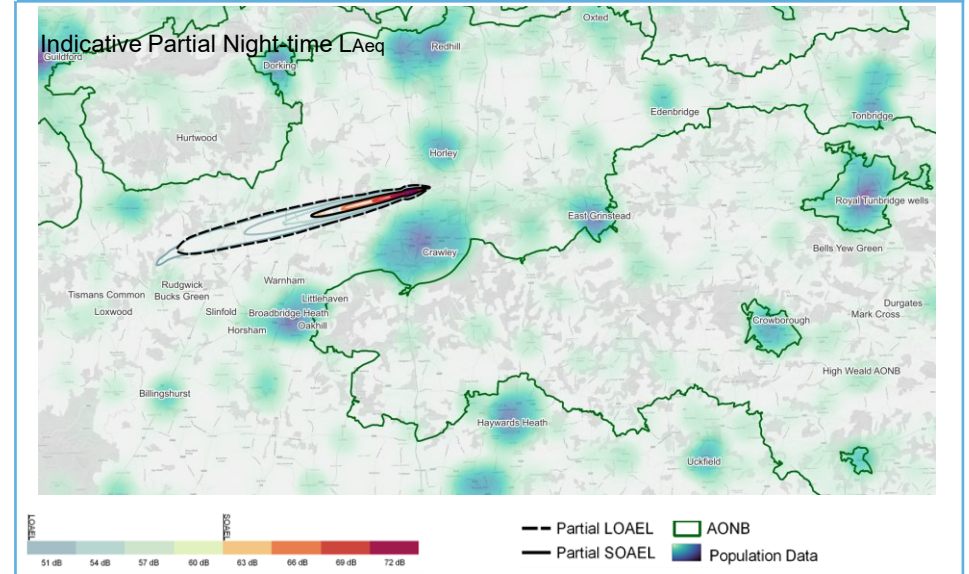 Indicative Partial Night-time LAeq
Oxted
Redhill
Guildford
Dorking
Edenbridge
Tonbridge
Hurtwood
Horley
Royal Tunbridge wells
East Grinstead
Bells Yew Green
Crawley
Warnham
Rudgwick
Tismans Common
Bucks Green
Littlehaven
Loxwood
Slinfold
Broadbridge Heath
Durgates
Mark Cross
Horsham
Oakhill
Crowborough
High Weald AONB
Billingshurst
Haywards Heath
Uckfield
LOAEL
SOAEL
51 dB 54 dB 57 dB 60 dB 63 dB 66 dB 69 dB 72 dB
Partial LOAEL
AONB
Partial SOAEL
Population Data